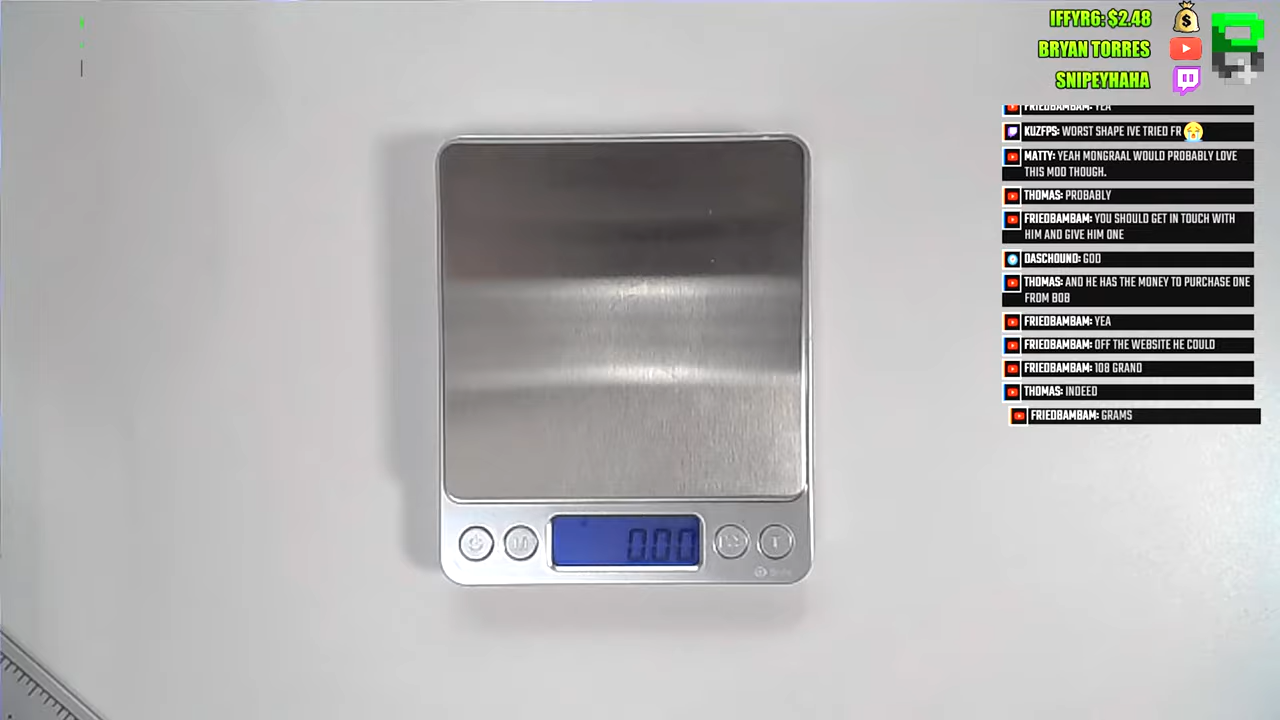 IFFYR6: $2.48
BRYAN TORRES
SNIPEYHAHA
FRIEDBAMBAM: YEA
KUZFPS: WORST SHAPE IVE TRIED FR 😭
MATTY: YEAH MONGRAAL WOULD PROBABLY LOVE
THIS MOD THOUGH.
THOMAS: PROBABLY
FRIEDBAMBAM: YOU SHOULD GET IN TOUCH WITH
HIM AND GIVE HIM ONE
DASCHOUND: GOD
THOMAS: AND HE HAS THE MONEY TO PURCHASE ONE
FROM BOB
FRIEDBAMBAM: YEA
FRIEDBAMBAM: OFF THE WEBSITE HE COULD
FRIEDBAMBAM: 108 GRAND
THOMAS: INDEED
FRIEDBAMBAM: GRAMS
0.00
M
T